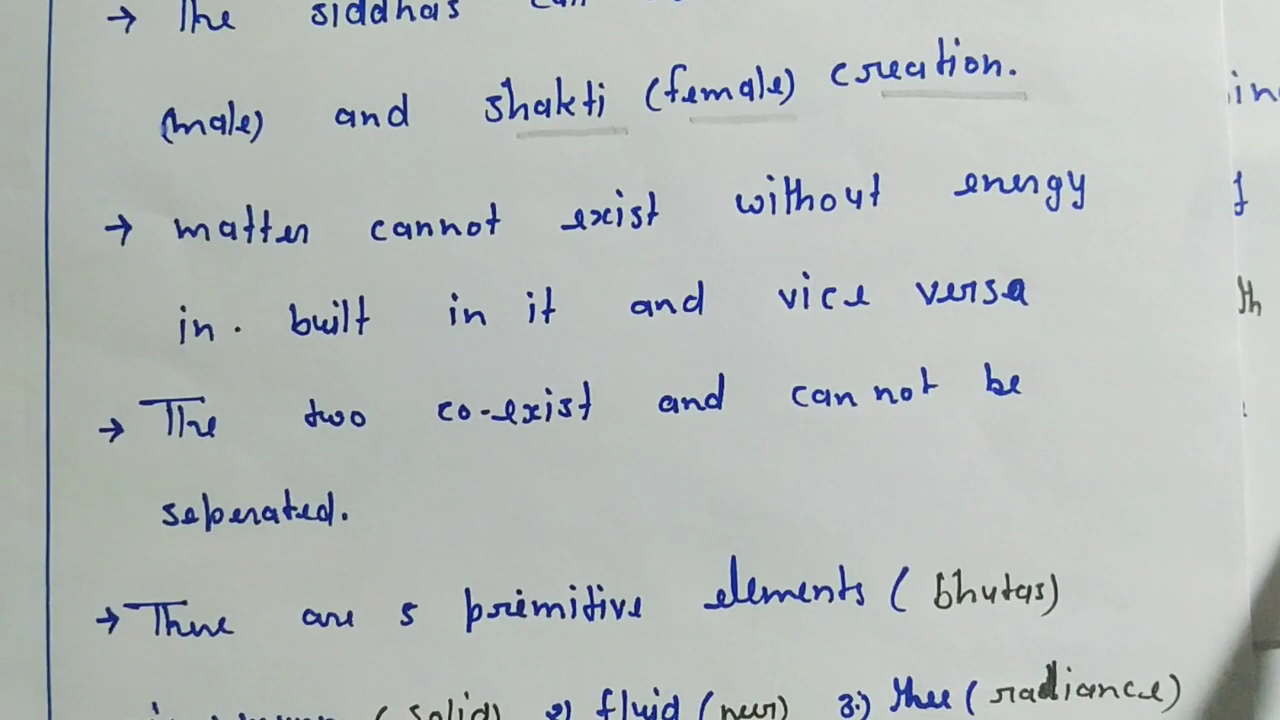 → The siddhas
(male) and shakti (female) creation.
→ matter cannot exist without energy
in. built in it and vice versa
→ The two co-exist and can not be
seperated.
→ There are 5 primitive elements ( bhutas)
(solid) 2) fluid ( 3.) ( radiance)